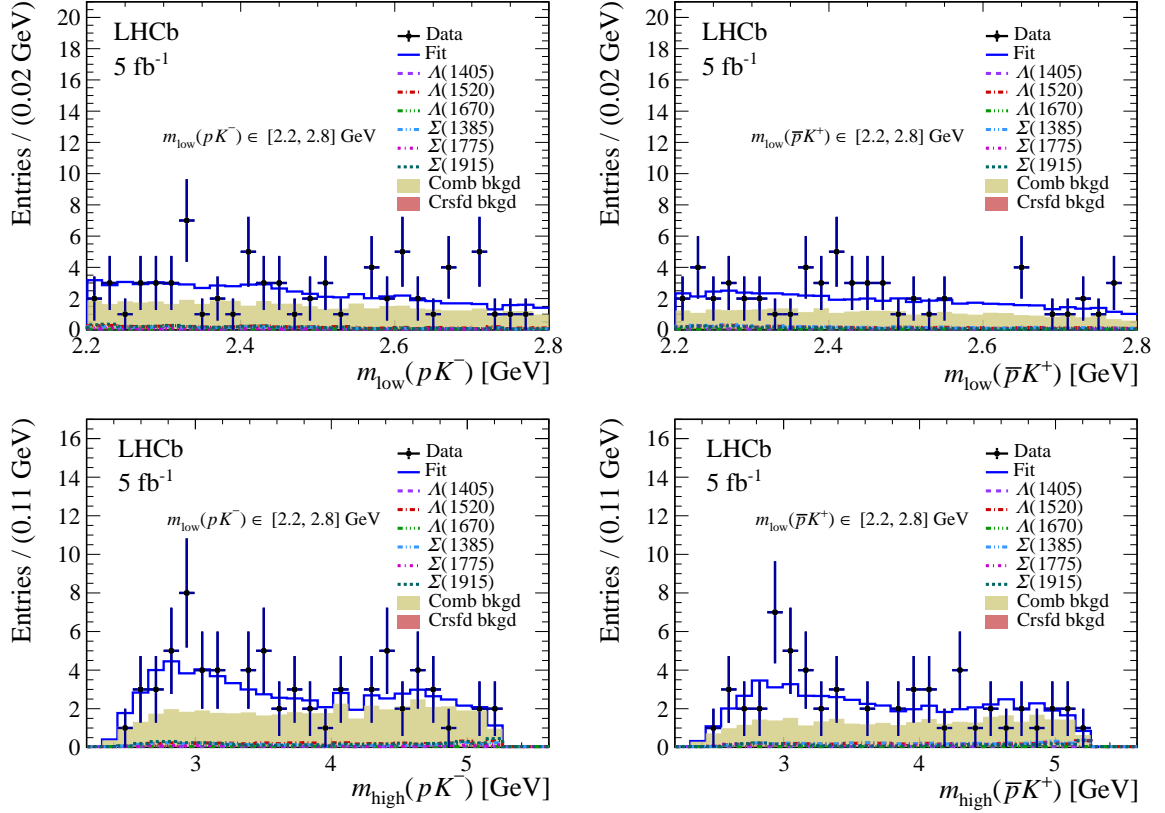 Entries / (0.02 GeV)
20
18
16
14
12
10
8
6
4
2
0
LHCb
5 fb⁻¹
Data
Fit
Λ(1405)
Λ(1520)
Λ(1670)
Σ(1385)
Σ(1775)
Σ(1915)
Comb bkgd
Crsfd bkgd
m_low(pK⁻) ∈ [2.2, 2.8] GeV
2.2 2.4 2.6 2.8
m_low(pK⁻) [GeV]
Entries / (0.02 GeV)
20
18
16
14
12
10
8
6
4
2
0
LHCb
5 fb⁻¹
Data
Fit
Λ(1405)
Λ(1520)
Λ(1670)
Σ(1385)
Σ(1775)
Σ(1915)
Comb bkgd
Crsfd bkgd
m_low(p̅K⁺) ∈ [2.2, 2.8] GeV
2.2 2.4 2.6 2.8
m_low(p̅K⁺) [GeV]
Entries / (0.11 GeV)
16
14
12
10
8
6
4
2
0
LHCb
5 fb⁻¹
Data
Fit
Λ(1405)
Λ(1520)
Λ(1670)
Σ(1385)
Σ(1775)
Σ(1915)
Comb bkgd
Crsfd bkgd
m_low(pK⁻) ∈ [2.2, 2.8] GeV
3 4 5
m_high(pK⁻) [GeV]
Entries / (0.11 GeV)
16
14
12
10
8
6
4
2
0
LHCb
5 fb⁻¹
Data
Fit
Λ(1405)
Λ(1520)
Λ(1670)
Σ(1385)
Σ(1775)
Σ(1915)
Comb bkgd
Crsfd bkgd
m_low(p̅K⁺) ∈ [2.2, 2.8] GeV
3 4 5
m_high(p̅K⁺) [GeV]